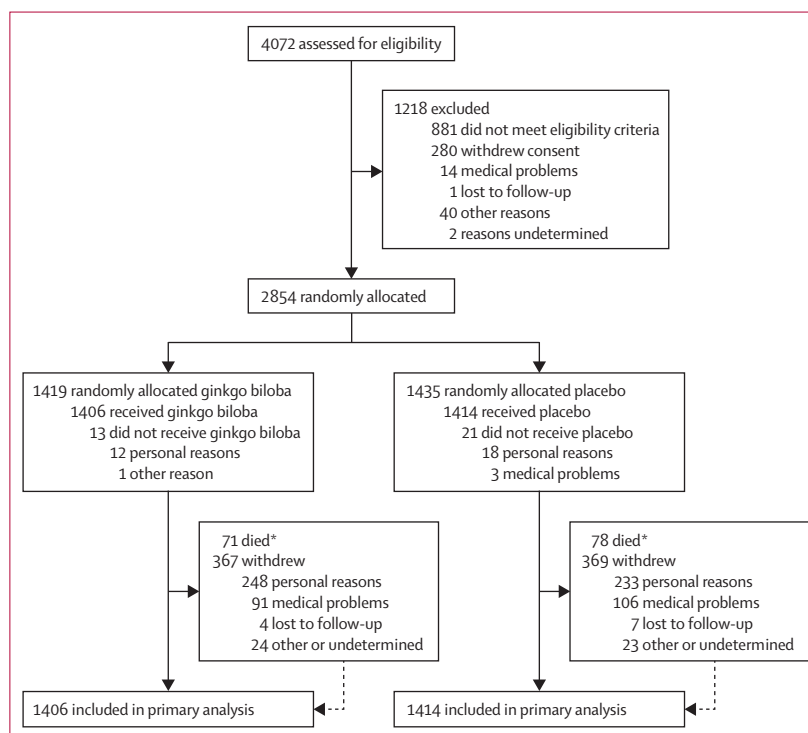 4072 assessed for eligibility
1218 excluded
881 did not meet eligibility criteria
280 withdrew consent
14 medical problems
1 lost to follow-up
40 other reasons
2 reasons undetermined
2854 randomly allocated
1419 randomly allocated ginkgo biloba
1406 received ginkgo biloba
13 did not receive ginkgo biloba
12 personal reasons
1 other reason
1435 randomly allocated placebo
1414 received placebo
21 did not receive placebo
18 personal reasons
3 medical problems
71 died*
367 withdrew
248 personal reasons
91 medical problems
4 lost to follow-up
24 other or undetermined
78 died*
369 withdrew
233 personal reasons
106 medical problems
7 lost to follow-up
23 other or undetermined
1406 included in primary analysis
1414 included in primary analysis